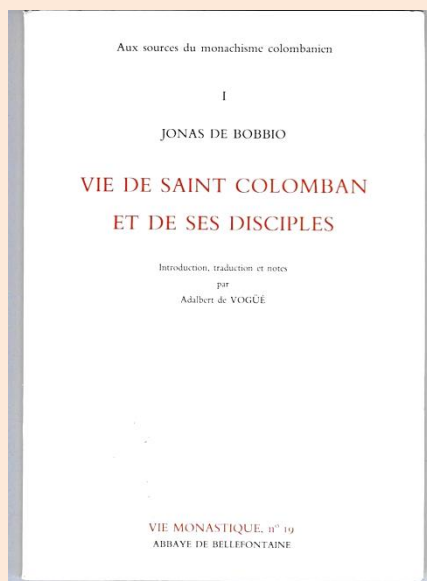 Aux sources du monachisme colombanien
I
JONAS DE BOBBIO
VIE DE SAINT COLOMBAN
ET DE SES DISCIPLES
Introduction, traduction et notes
par
Adalbert de VOGÜÉ
VIE MONASTIQUE, nº 19
ABBAYE DE BELLEFONTAINE